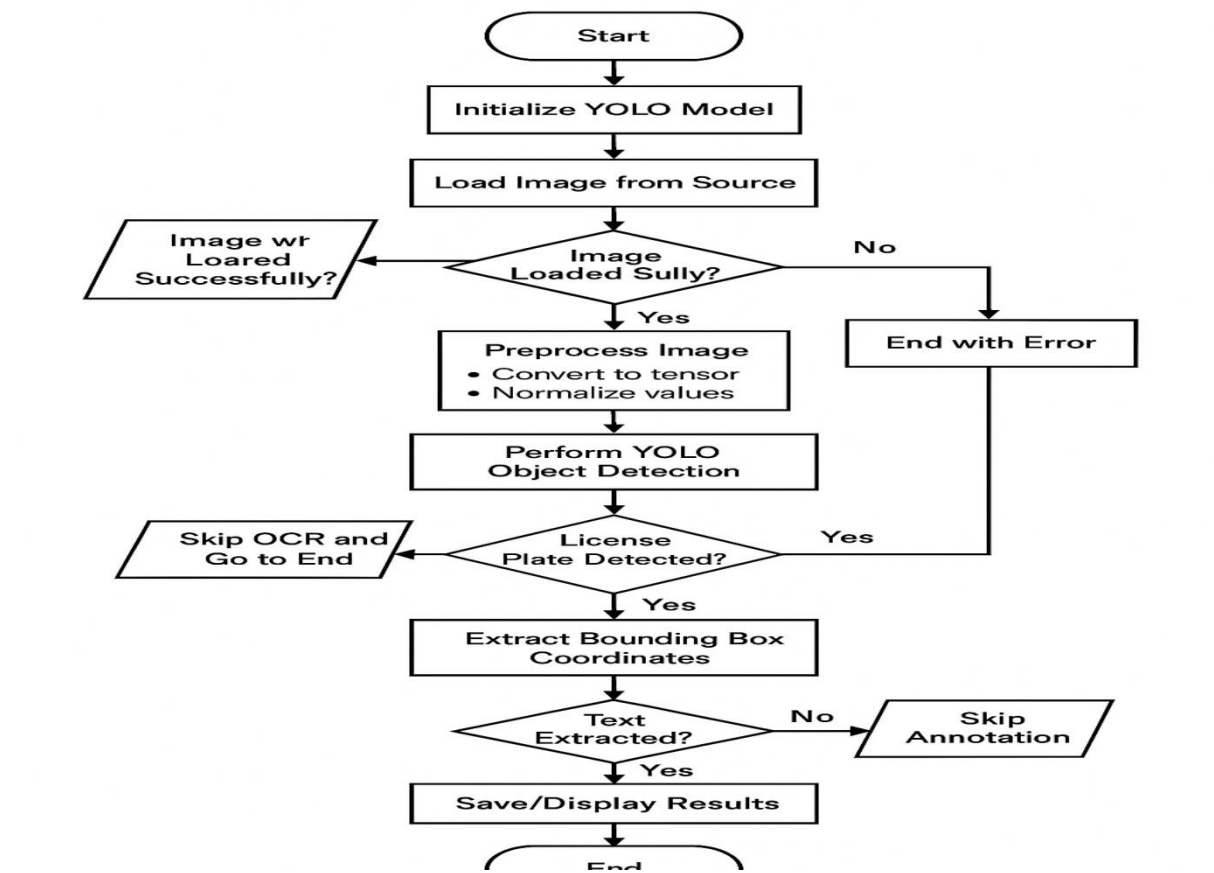 Start
Initialize YOLO Model
Load Image from Source
Image wr
Loared
Successfully?
Image
Loaded Sully?
No
Yes
End with Error
Preprocess Image
• Convert to tensor
• Normalize values
Perform YOLO
Object Detection
Skip OCR and
Go to End
License
Plate Detected?
Yes
Yes
Extract Bounding Box
Coordinates
Text
Extracted?
No
Skip
Annotation
Yes
Save/Display Results
End